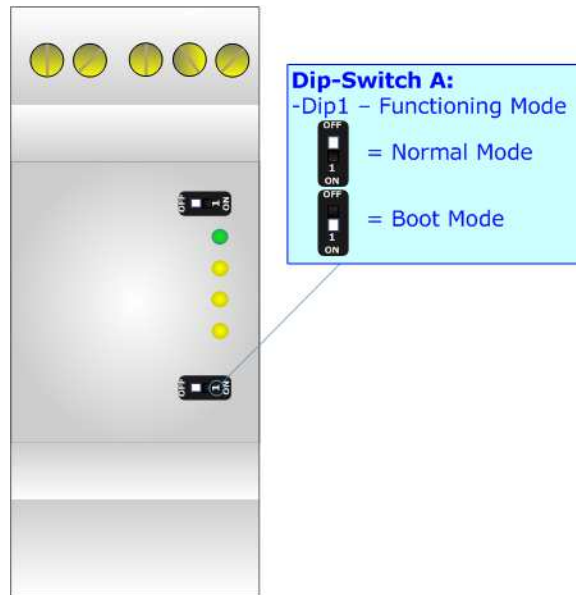 Dip-Switch A:
-Dip1 – Functioning Mode
OFF
1
ON
= Normal Mode
OFF
1
ON
= Boot Mode
OFF
1
ON
OFF
1
ON